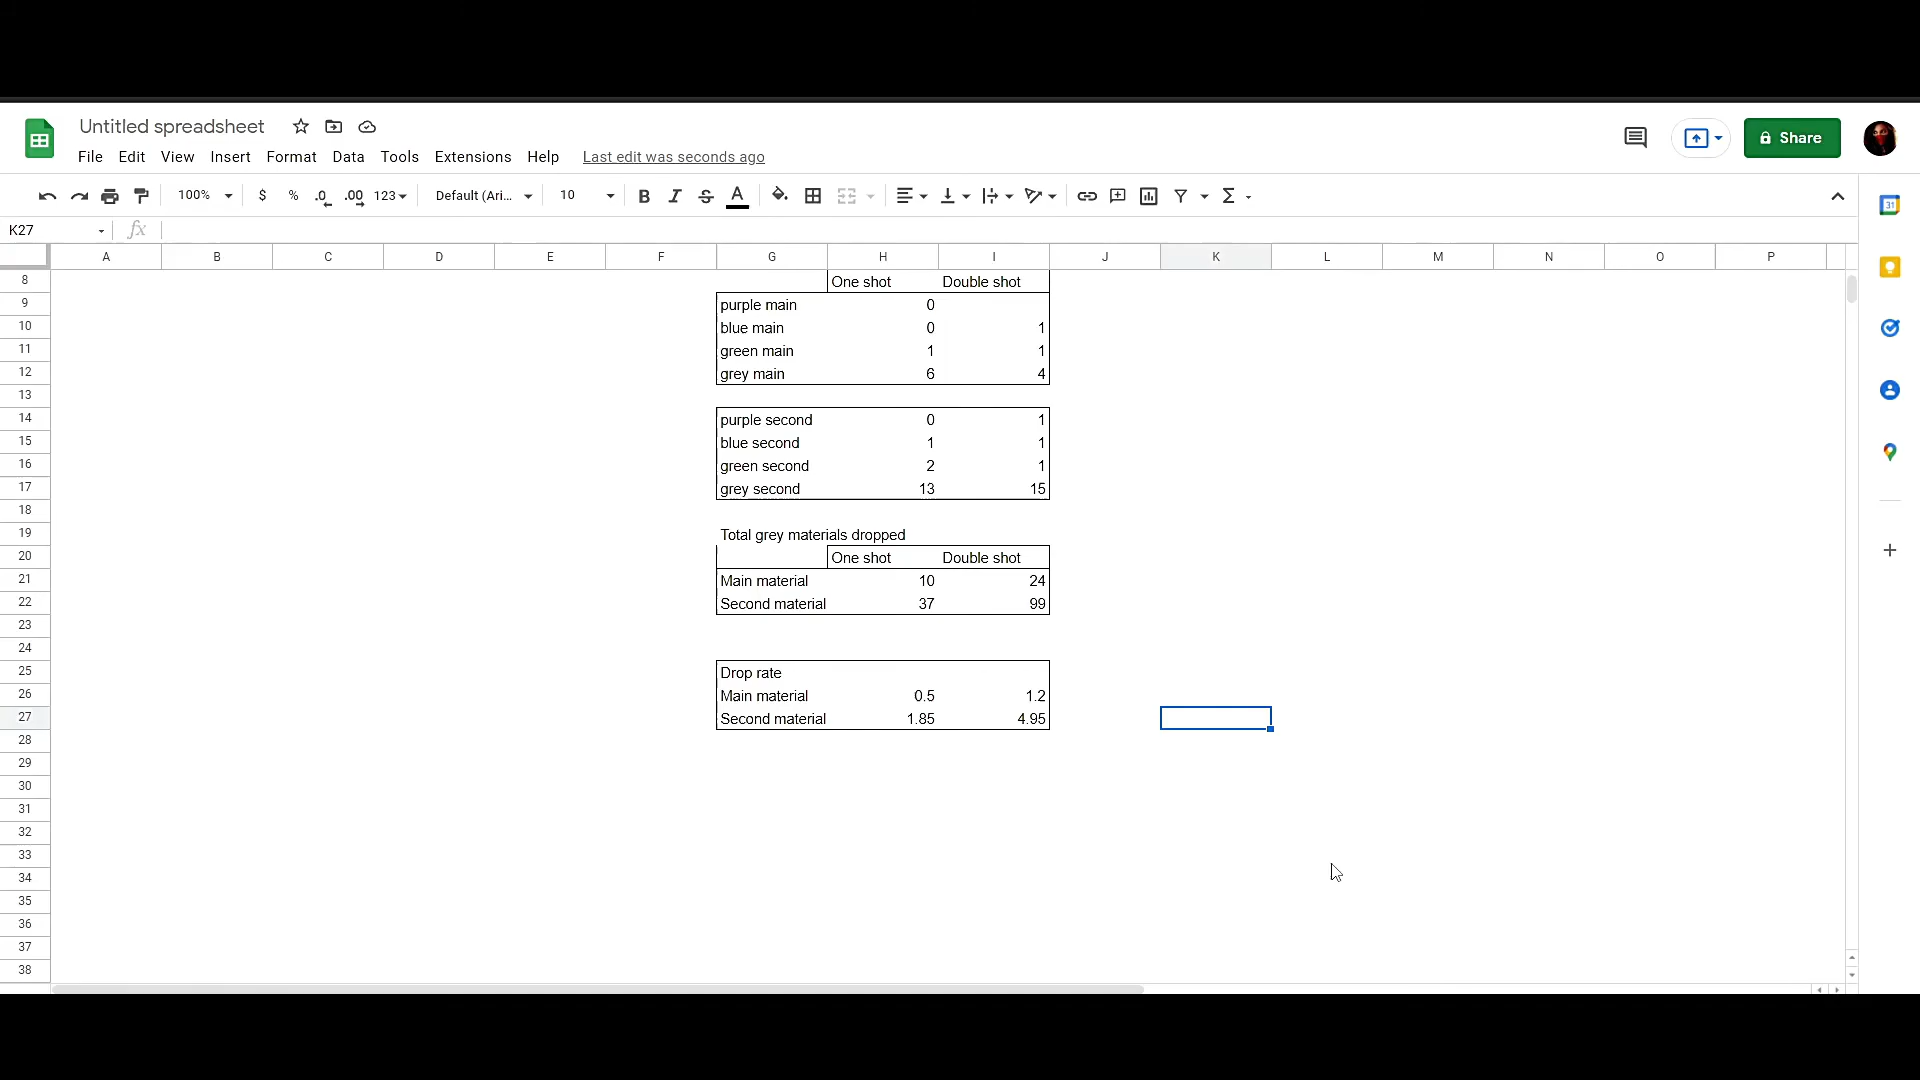 Untitled spreadsheet
File Edit View Insert Format Data Tools Extensions Help Last edit was seconds ago
Share
100% $ % .0 .00 123 Default (Ari... 10 B I S A Σ
31
K27 fx
A B C D E F G H I J K L M N O P
8 One shot Double shot
9 purple main 0
10 blue main 0 1
11 green main 1 1
12 grey main 6 4
13
14 purple second 0 1
15 blue second 1 1
16 green second 2 1
17 grey second 13 15
18
19 Total grey materials dropped
20 One shot Double shot
21 Main material 10 24
22 Second material 37 99
23
24
25 Drop rate
26 Main material 0.5 1.2
27 Second material 1.85 4.95
28
29
30
31
32
33
34
35
36
37
38